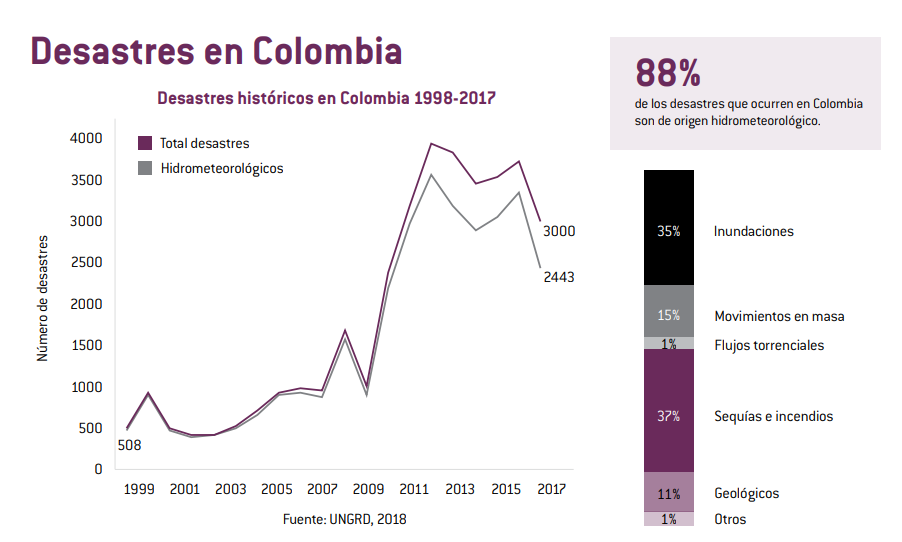 Desastres en Colombia
Desastres históricos en Colombia 1998-2017
Total desastres
Hidrometeorológicos
Número de desastres
4000
3500
3000
2500
2000
1500
1000
500
0
508
3000
2443
1999 2001 2003 2005 2007 2009 2011 2013 2015 2017
Fuente: UNGRD, 2018
88%
de los desastres que ocurren en Colombia
son de origen hidrometeorológico.
35% Inundaciones
15% Movimientos en masa
1% Flujos torrenciales
37% Sequías e incendios
11% Geológicos
1% Otros